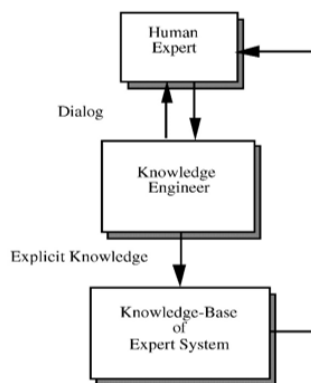 Human
Expert
Dialog
Knowledge
Engineer
Explicit Knowledge
Knowledge-Base
of
Expert System